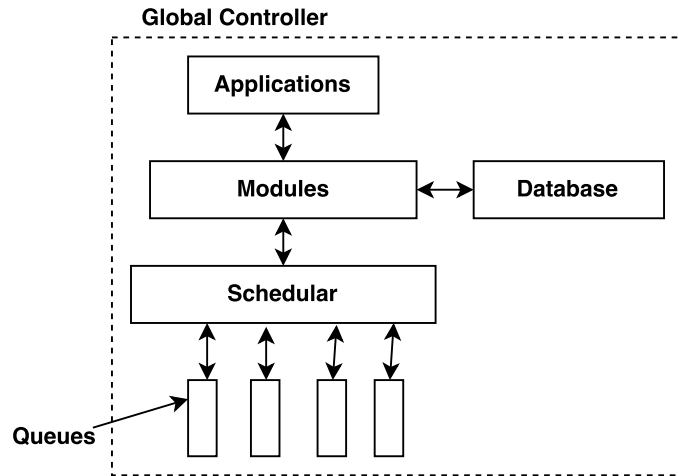 Global Controller
Applications
Modules
Database
Schedular
Queues